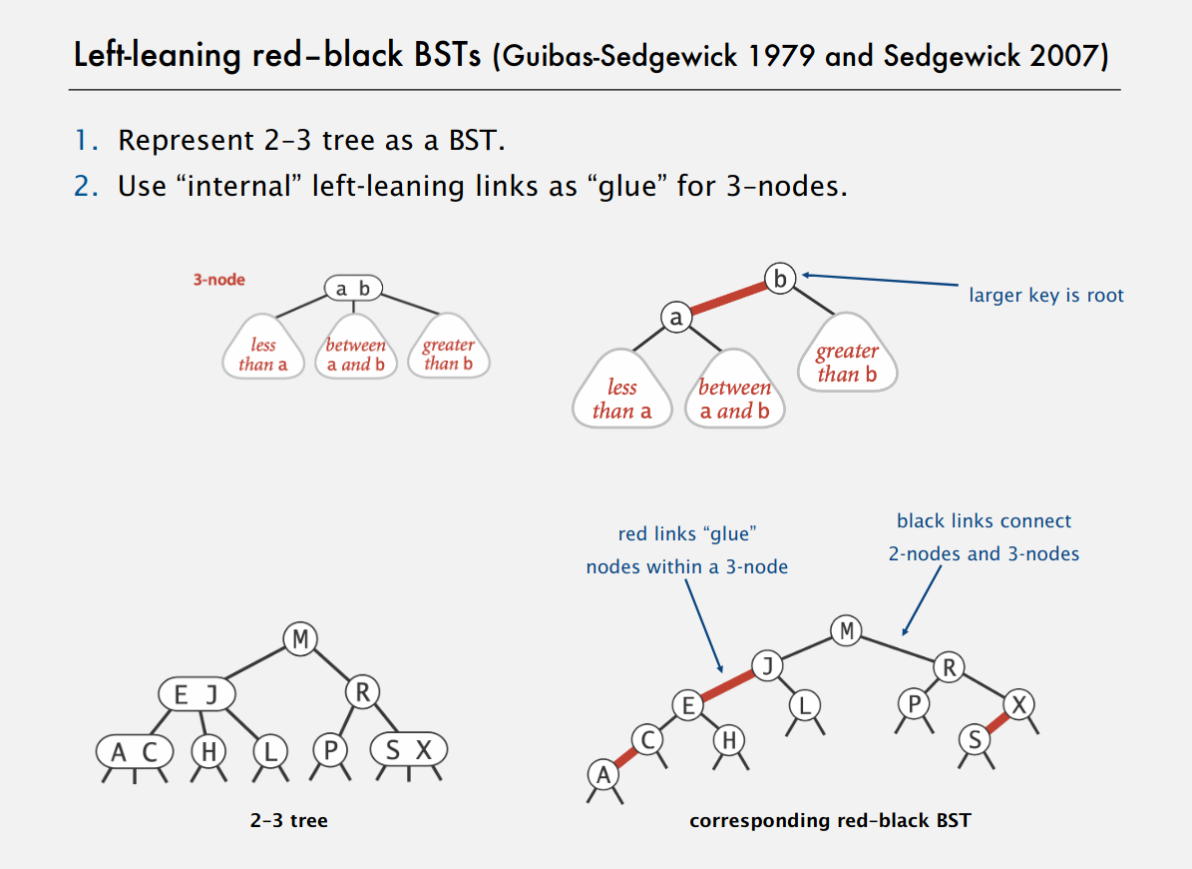 Left-leaning red–black BSTs (Guibas-Sedgewick 1979 and Sedgewick 2007)
1. Represent 2–3 tree as a BST.
2. Use “internal” left-leaning links as “glue” for 3–nodes.
3-node
a b
less
than a
between
a and b
greater
than b
b
larger key is root
a
less
than a
between
a and b
greater
than b
red links “glue”
nodes within a 3-node
black links connect
2-nodes and 3-nodes
M
E J
R
A C
H
L
P
S X
2–3 tree
M
J
R
E
L
P
X
C
H
S
A
corresponding red–black BST